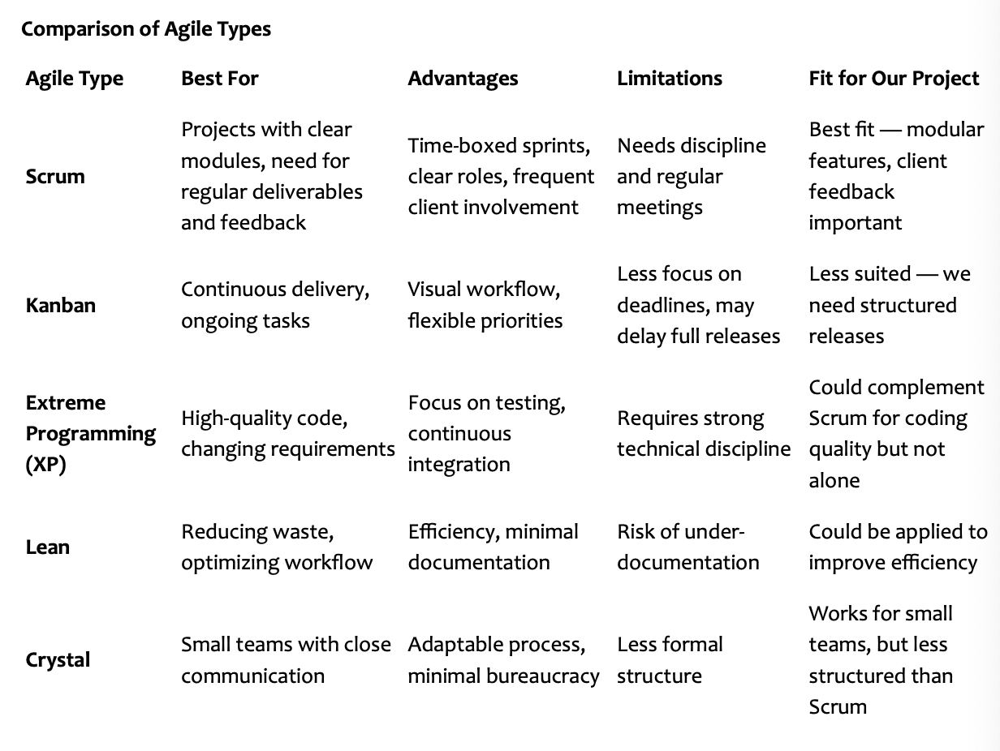 Comparison of Agile Types
Agile Type Best For Advantages Limitations Fit for Our Project
Scrum
Projects with clear
modules, need for
regular deliverables
and feedback
Time-boxed sprints,
clear roles, frequent
client involvement
Needs discipline
and regular
meetings
Best fit — modular
features, client
feedback
important
Kanban
Continuous delivery,
ongoing tasks
Visual workflow,
flexible priorities
Less focus on
deadlines, may
delay full releases
Less suited — we
need structured
releases
Extreme
Programming
(XP)
High-quality code,
changing requirements
Focus on testing,
continuous
integration
Requires strong
technical discipline
Could complement
Scrum for coding
quality but not
alone
Lean
Reducing waste,
optimizing workflow
Efficiency, minimal
documentation
Risk of under-
documentation
Could be applied to
improve efficiency
Crystal
Small teams with close
communication
Adaptable process,
minimal bureaucracy
Less formal
structure
Works for small
teams, but less
structured than
Scrum